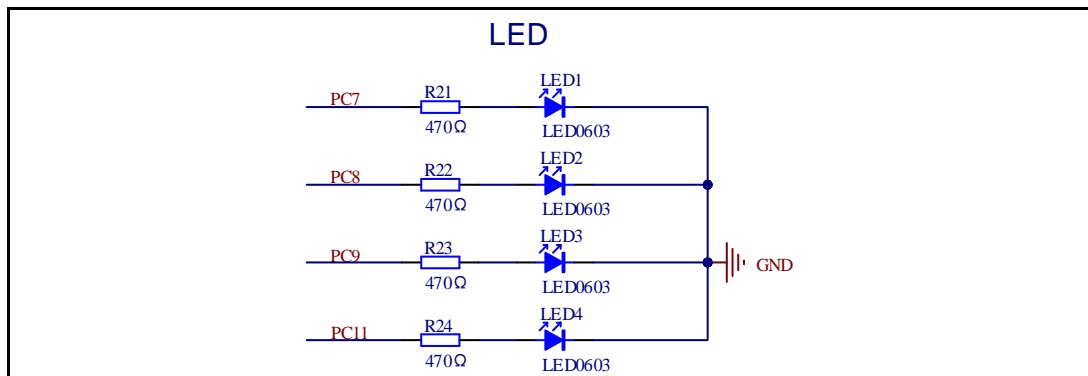 LED
LED1
PC7 R21
470Ω LED0603
LED2
PC8 R22
470Ω LED0603
LED3
PC9 R23
GND
470Ω LED0603
LED4
PC11 R24
470Ω LED0603